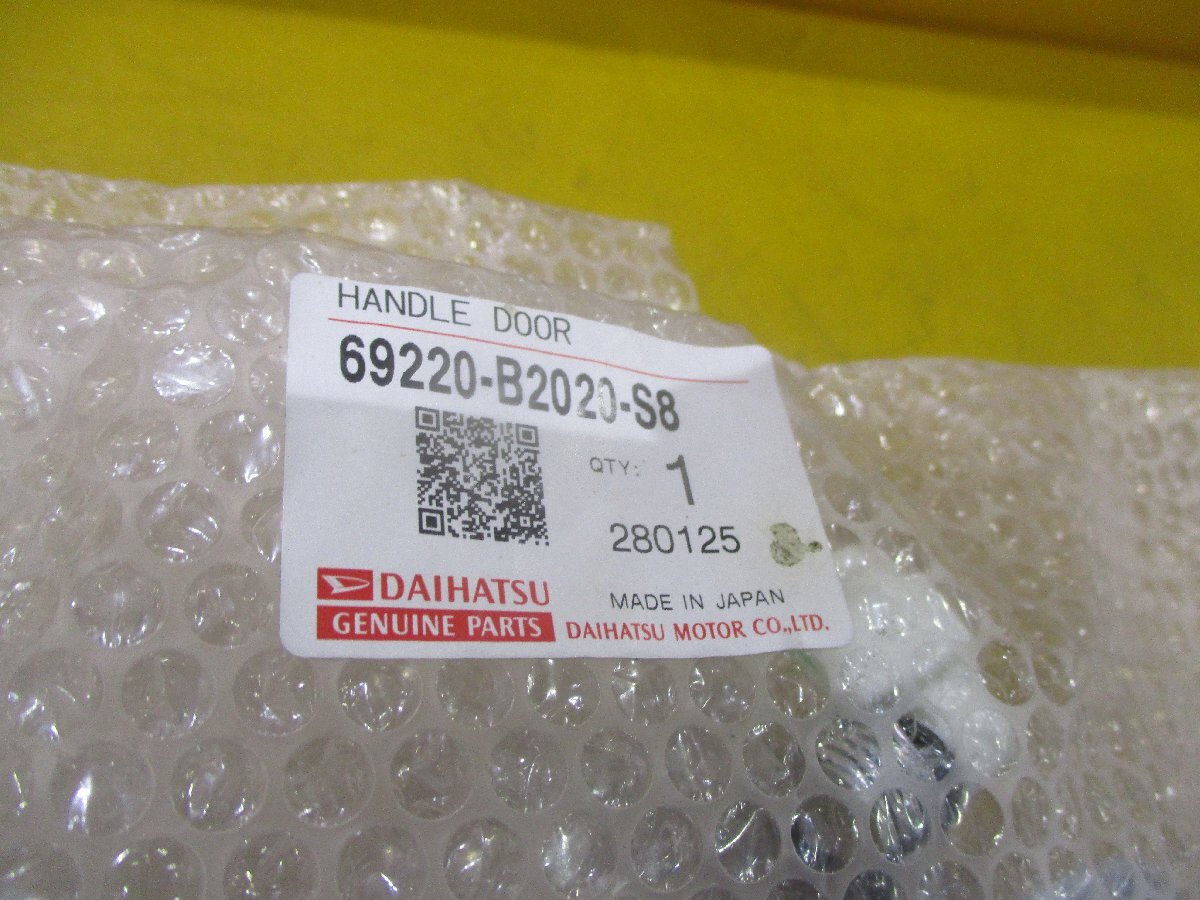 HANDLE DOOR
69220-B2020-S8
QTY: 1
280125
MADE IN JAPAN
DAIHATSU
GENUINE PARTS
DAIHATSU MOTOR CO.,LTD.